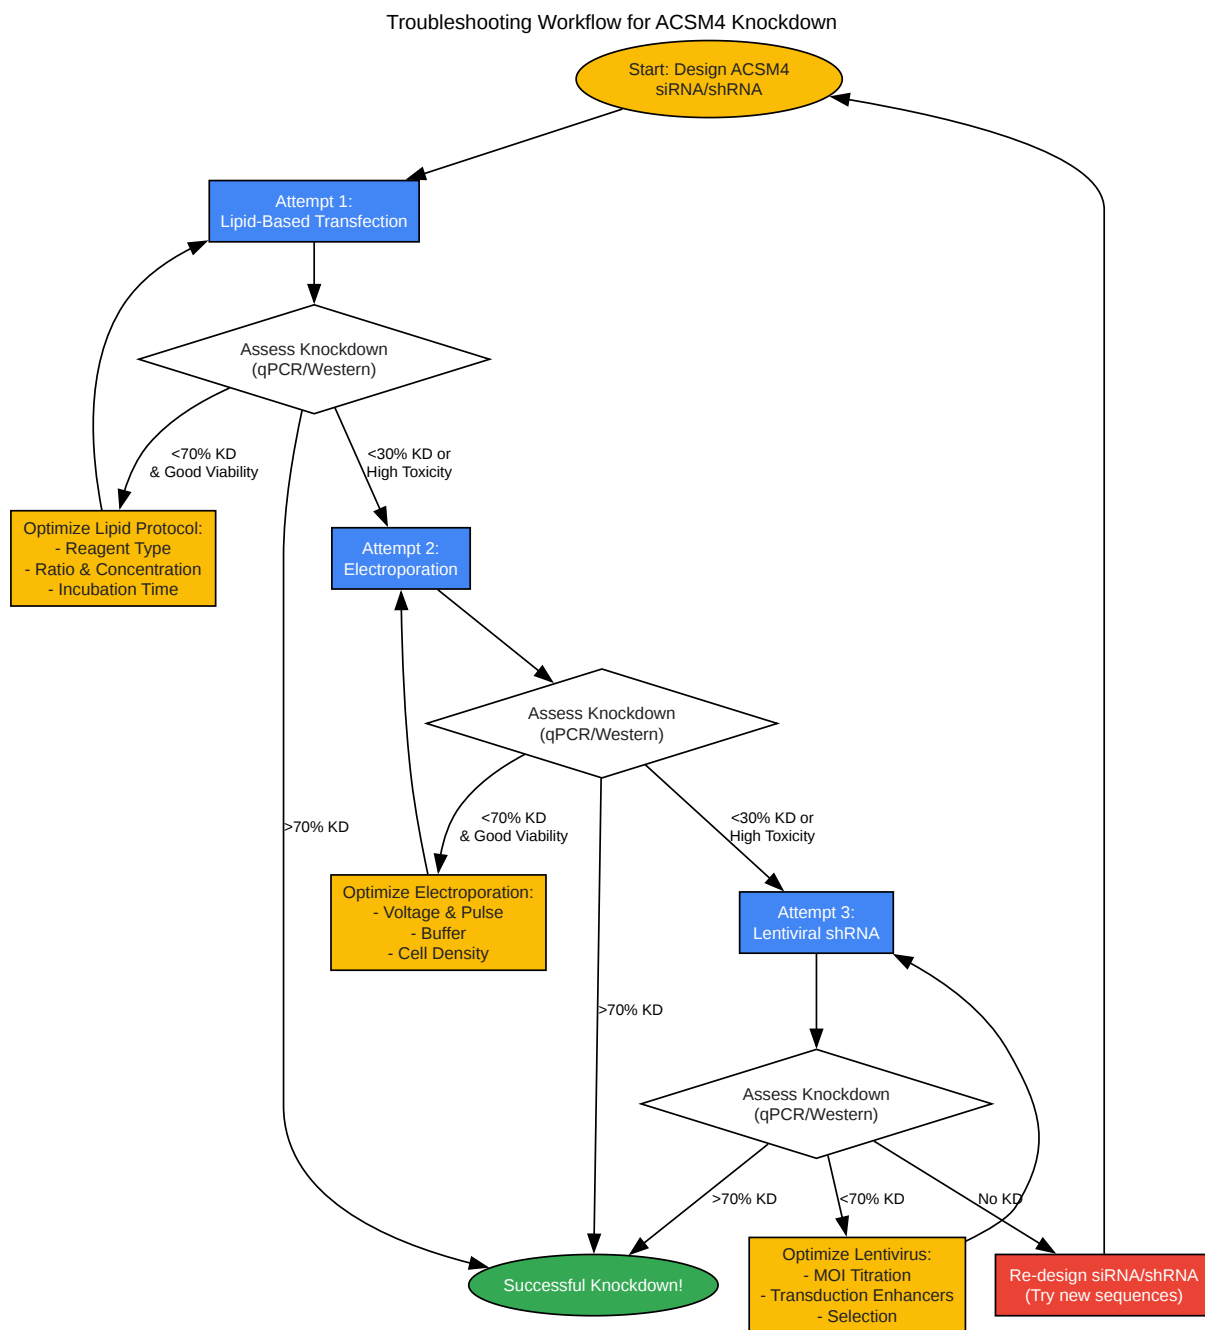 Troubleshooting Workflow for ACSM4 Knockdown
Start: Design ACSM4
siRNA/shRNA
Attempt 1:
Lipid-Based Transfection
Assess Knockdown
(qPCR/Western)
<70% KD
& Good Viability
<30% KD or
High Toxicity
Optimize Lipid Protocol:
- Reagent Type
- Ratio & Concentration
- Incubation Time
Attempt 2:
Electroporation
Assess Knockdown
(qPCR/Western)
>70% KD
<70% KD
& Good Viability
<30% KD or
High Toxicity
Optimize Electroporation:
- Voltage & Pulse
- Buffer
- Cell Density
Attempt 3:
Lentiviral shRNA
>70% KD
Assess Knockdown
(qPCR/Western)
>70% KD
<70% KD
No KD
Successful Knockdown!
Optimize Lentivirus:
- MOI Titration
- Transduction Enhancers
- Selection
Re-design siRNA/shRNA
(Try new sequences)